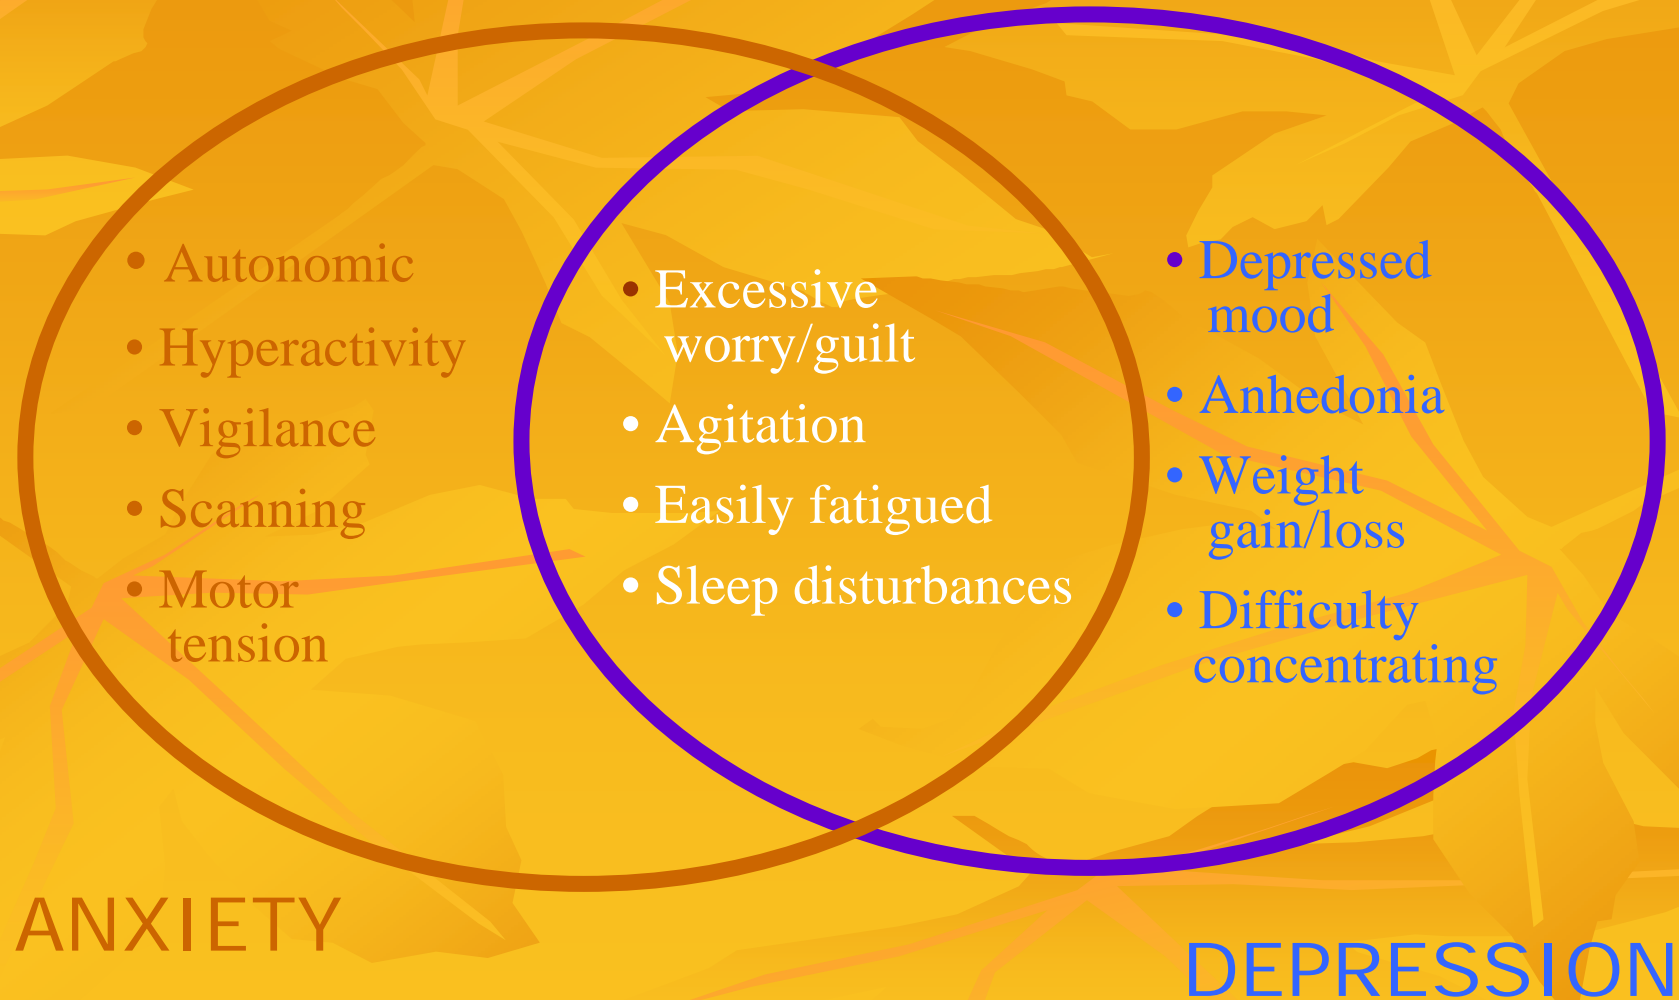 • Autonomic
• Hyperactivity
• Vigilance
• Scanning
• Motor
tension
• Excessive
worry/guilt
• Agitation
• Easily fatigued
• Sleep disturbances
• Depressed
mood
• Anhedonia
• Weight
gain/loss
• Difficulty
concentrating
ANXIETY
DEPRESSION